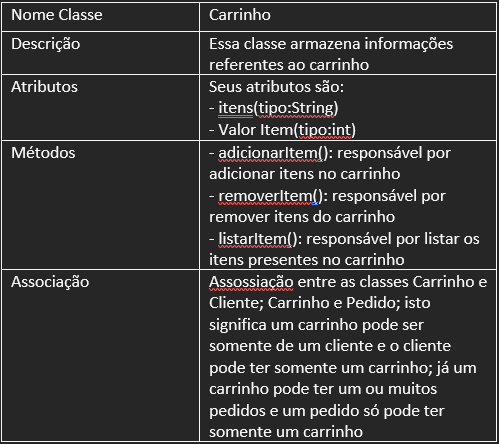 Nome Classe
Carrinho
Descrição
Essa classe armazena informações
referentes ao carrinho
Atributos
Seus atributos são:
- itens(tipo:String)
- Valor Item(tipo:int)
Métodos
- adicionarItem(): responsável por
adicionar itens no carrinho
- removerItem(): responsável por
remover itens do carrinho
- listarItem(): responsável por listar os
itens presentes no carrinho
Associação
Assossiação entre as classes Carrinho e
Cliente; Carrinho e Pedido; isto
significa um carrinho pode ser
somente de um cliente e o cliente
pode ter somente um carrinho; já um
carrinho pode ter um ou muitos
pedidos e um pedido só pode ter
somente um carrinho